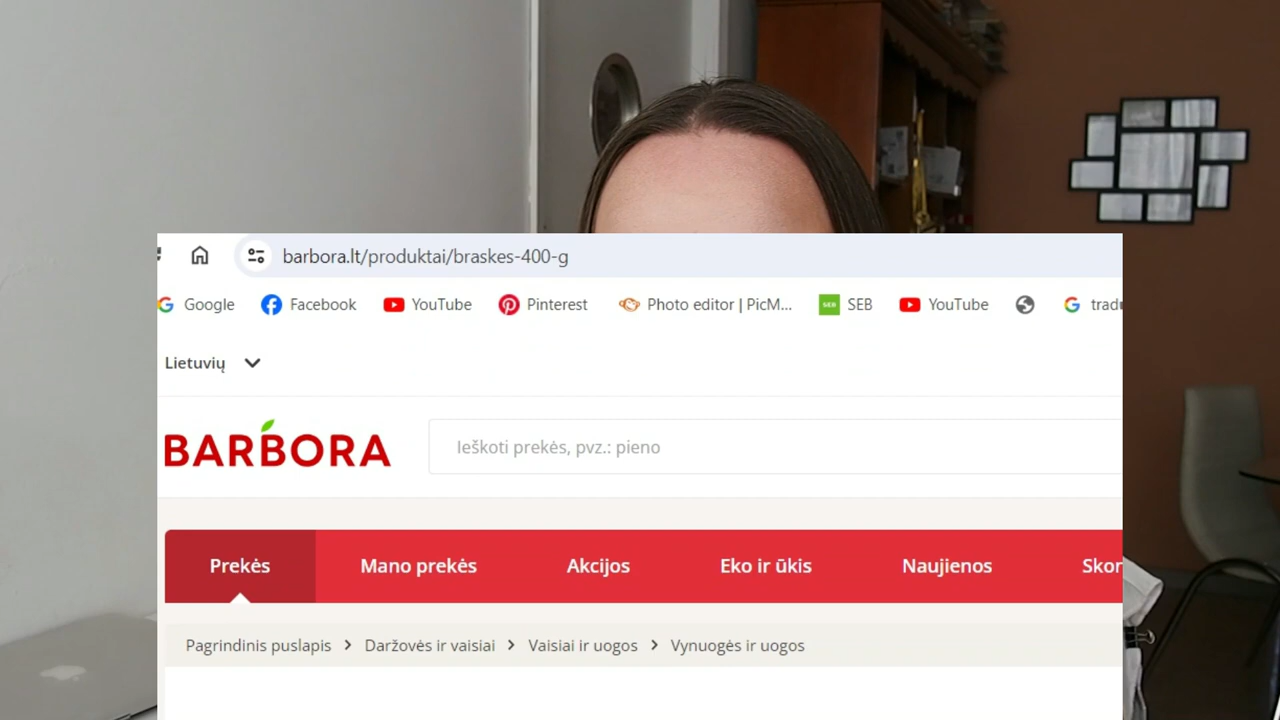 barbora.lt/produktai/braskes-400-g
Google Facebook YouTube Pinterest Photo editor | PicM... SEB YouTube
Lietuvių
BARBORA Ieškoti prekės, pvz.: pieno
Prekės Mano prekės Akcijos Eko ir ūkis Naujienos
Pagrindinis puslapis Daržovės ir vaisiai Vaisiai ir uogos Vynuogės ir uogos